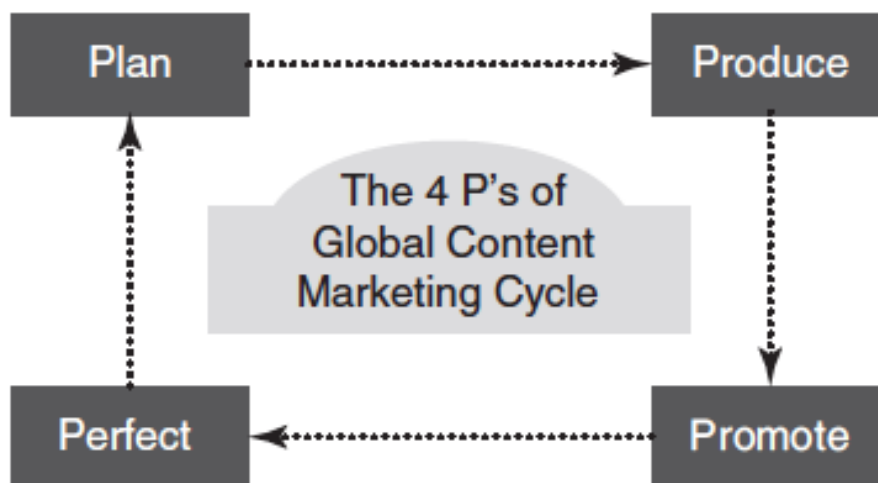 Plan
Produce
The 4 P's of
Global Content
Marketing Cycle
Perfect
Promote